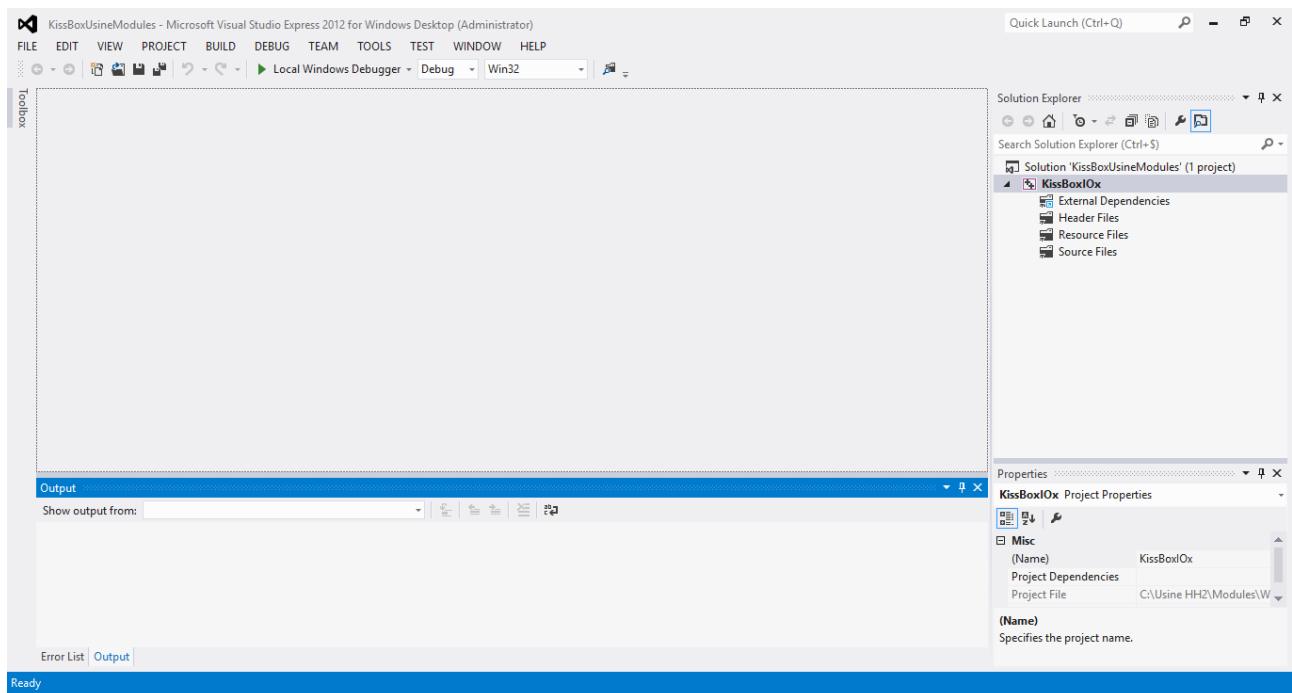 KissBoxUsineModules - Microsoft Visual Studio Express 2012 for Windows Desktop (Administrator)
Quick Launch (Ctrl+Q)
FILE EDIT VIEW PROJECT BUILD DEBUG TEAM TOOLS TEST WINDOW HELP
Local Windows Debugger Debug Win32
Toolbox
Solution Explorer
Search Solution Explorer (Ctrl+$)
Solution 'KissBoxUsineModules' (1 project)
KissBoxIOx
External Dependencies
Header Files
Resource Files
Source Files
Output
Show output from:
Error List Output
Properties
KissBoxIOx Project Properties
Misc
(Name) KissBoxIOx
Project Dependencies
Project File C:\Usine HH2\Modules\W
(Name)
Specifies the project name.
Ready